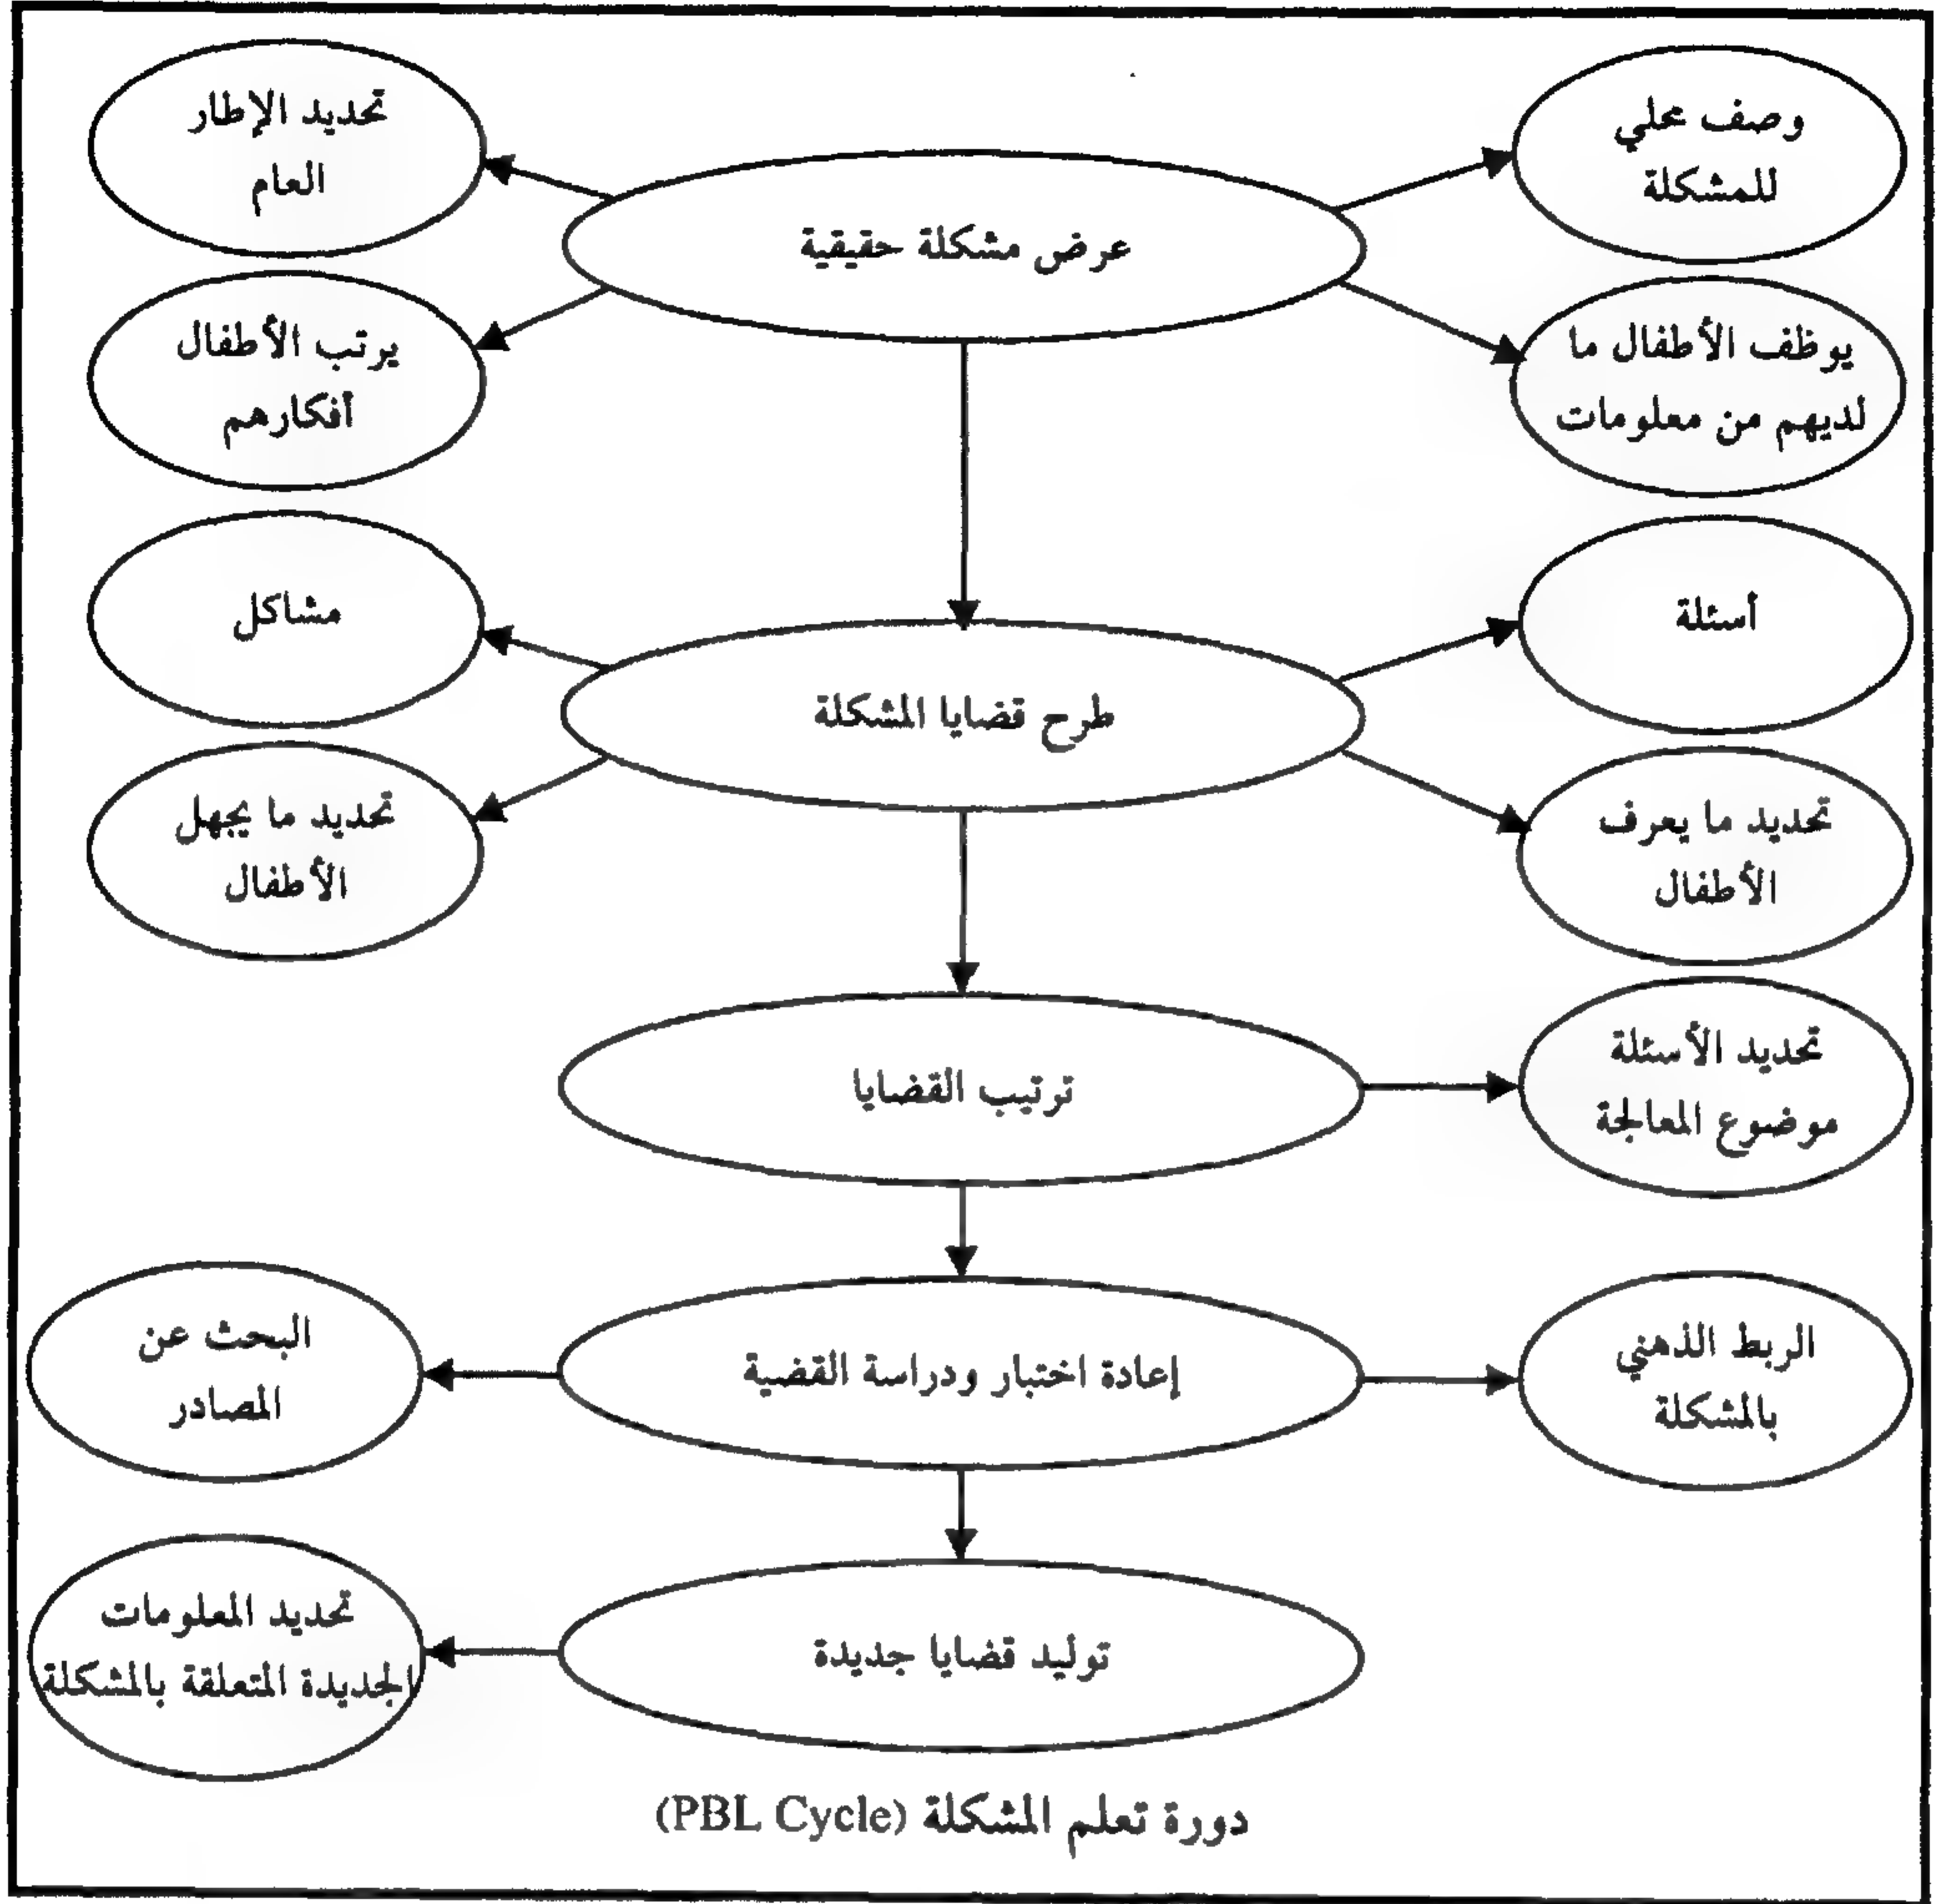 وصف محلي
للمشكلة
تحديد الإطار
العام
عرض مشكلة حقيقية
يوظف الأطفال ما
لديهم من معلومات
يرتب الأطفال
أفكارهم
أسئلة
مشاكل
طرح قضايا المشكلة
تحديد ما يعرف
الأطفال
تحديد ما يجهل
الأطفال
تحديد الأسئلة
موضوع المعالجة
ترتيب القضايا
الربط الذهني
بالمشكلة
إعادة اختبار ودراسة القضية
البحث عن
المصادر
توليد قضايا جديدة
تحديد المعلومات
الجديدة المتعلقة بالمشكلة
دورة تعلم المشكلة (PBL Cycle)